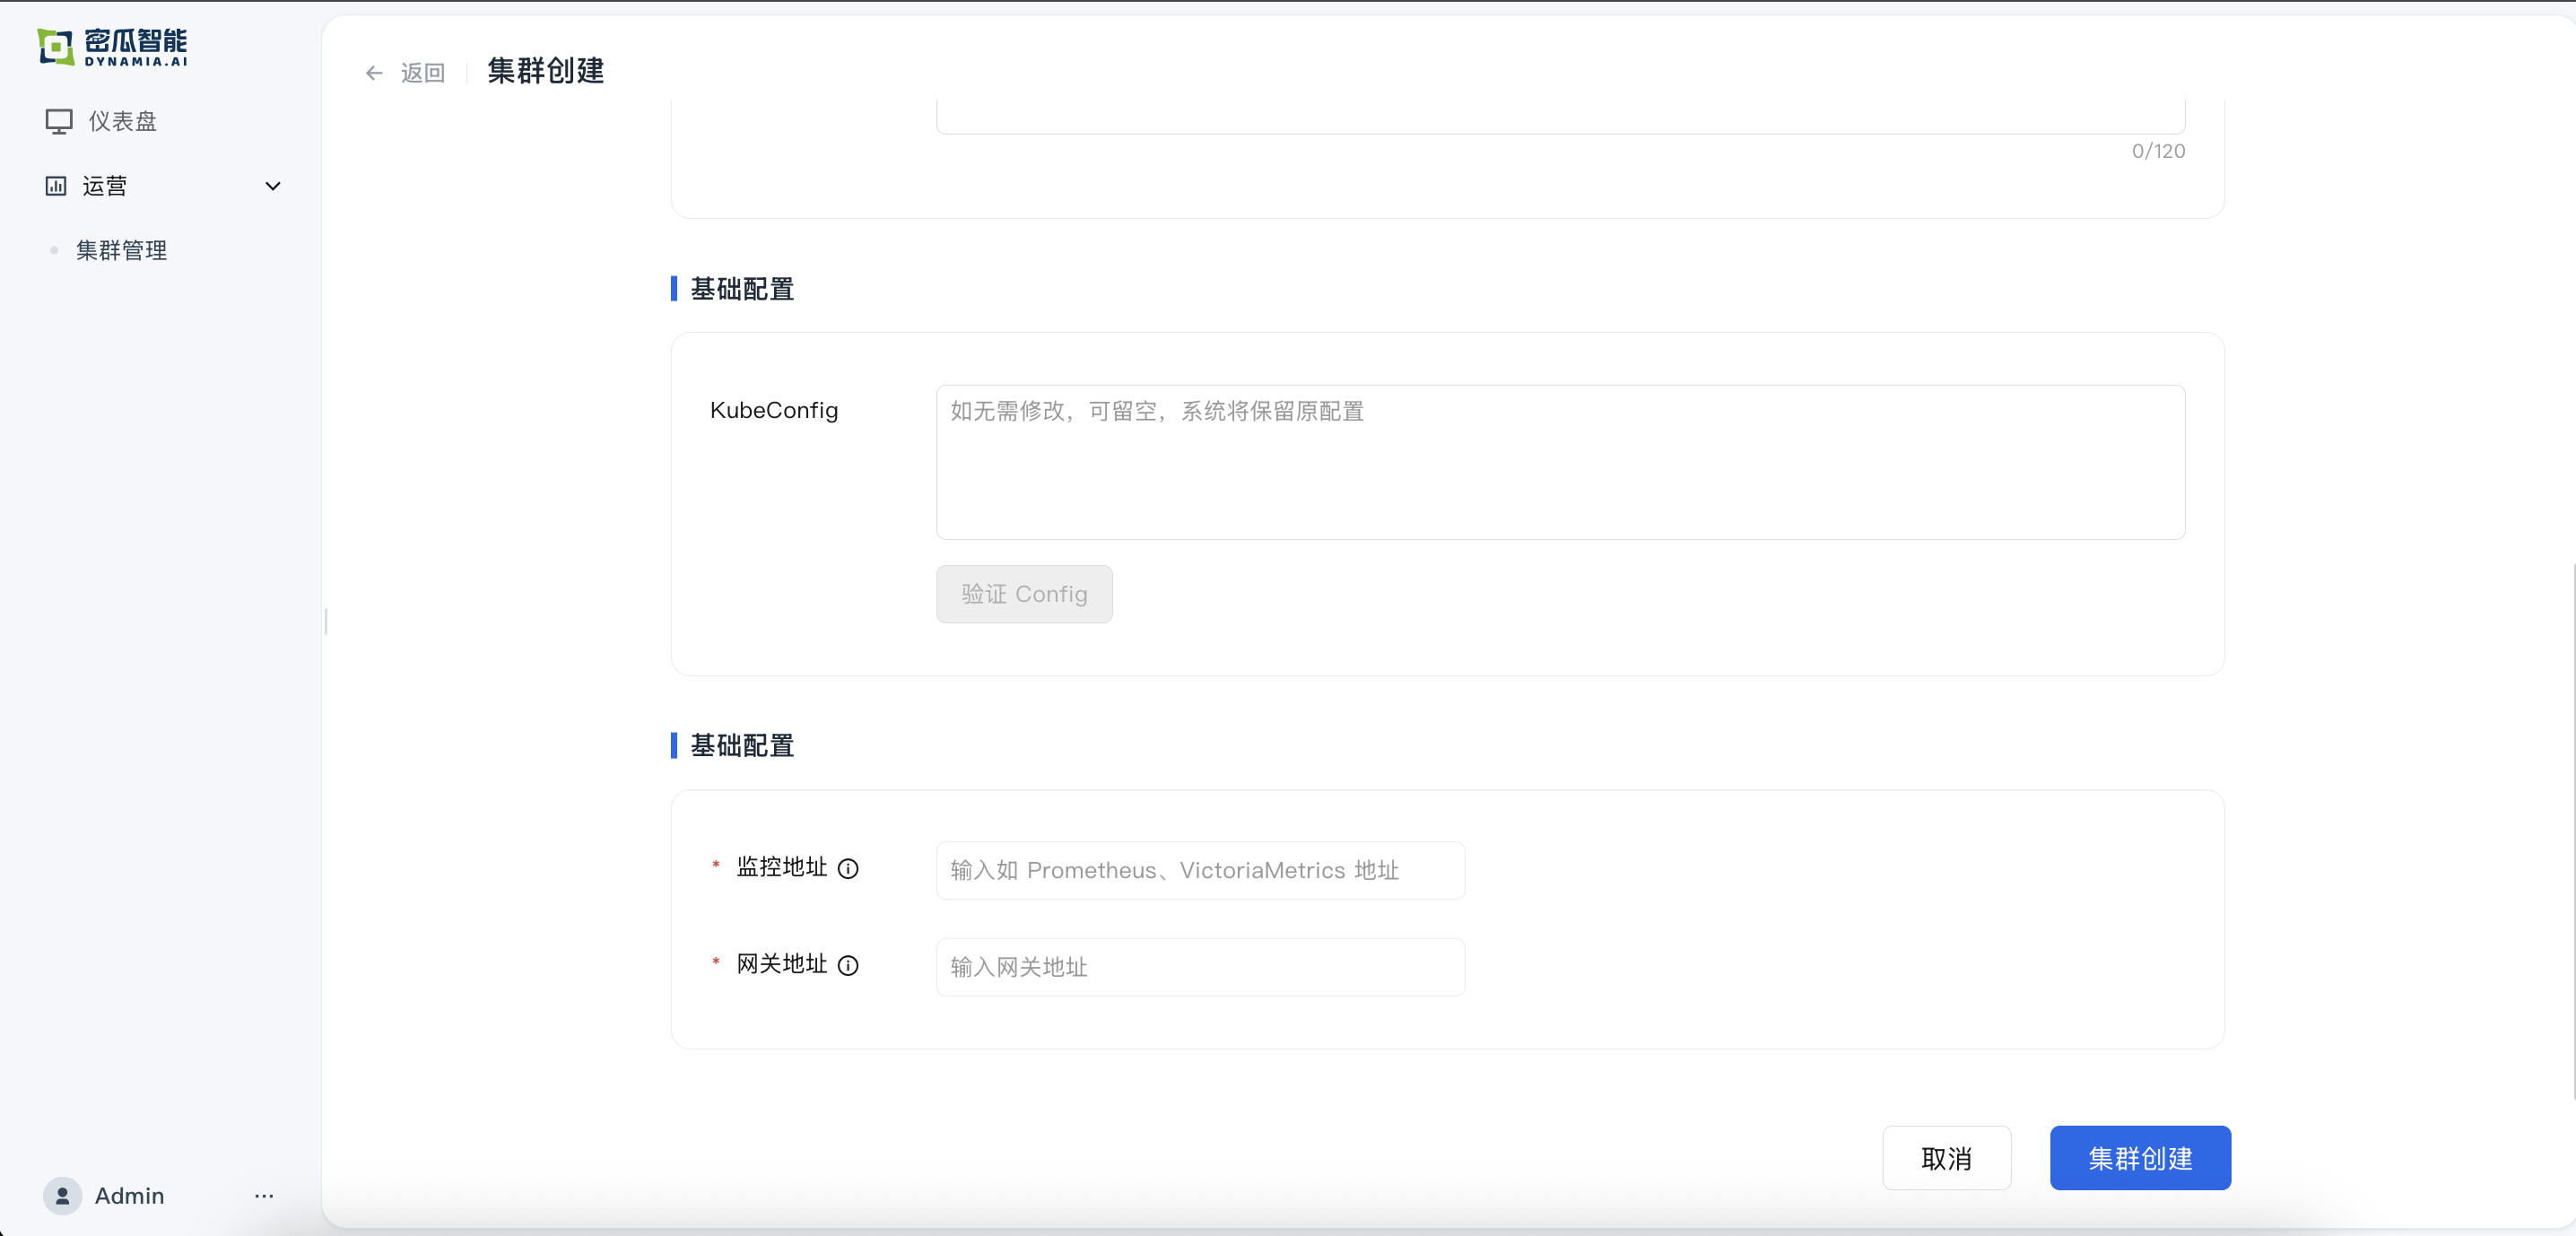 密瓜智能
DYNAMIA.AI
仪表盘
运营
集群管理
Admin
返回
集群创建
0/120
基础配置
KubeConfig
如无需修改，可留空，系统将保留原配置
验证 Config
基础配置
* 监控地址
输入如 Prometheus、VictoriaMetrics 地址
* 网关地址
输入网关地址
取消
集群创建